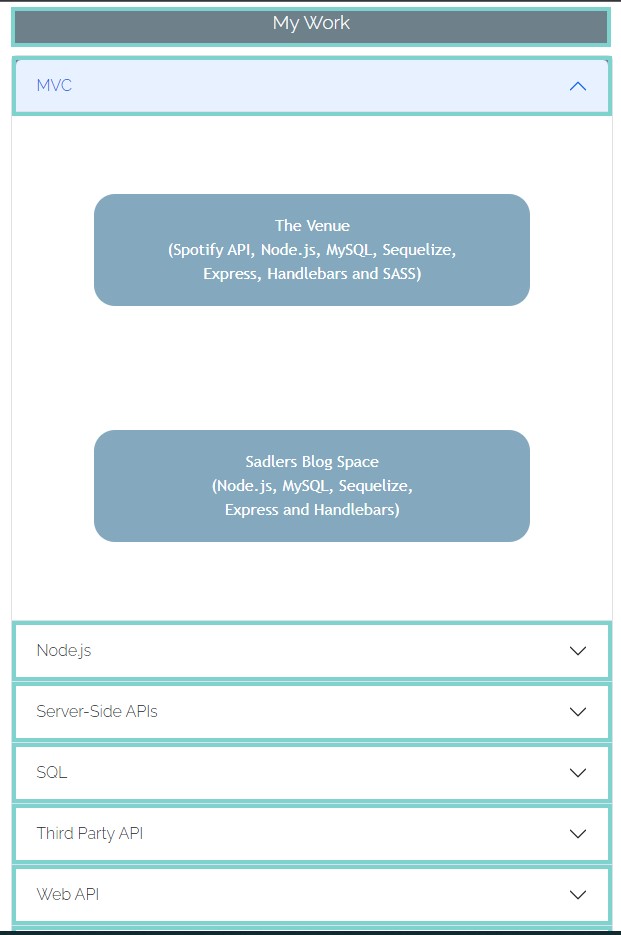 My Work
MVC
The Venue
(Spotify API, Node.js, MySQL, Sequelize,
Express, Handlebars and SASS)
Sadlers Blog Space
(Node.js, MySQL, Sequelize,
Express and Handlebars)
Node.js
Server-Side APIs
SQL
Third Party API
Web API